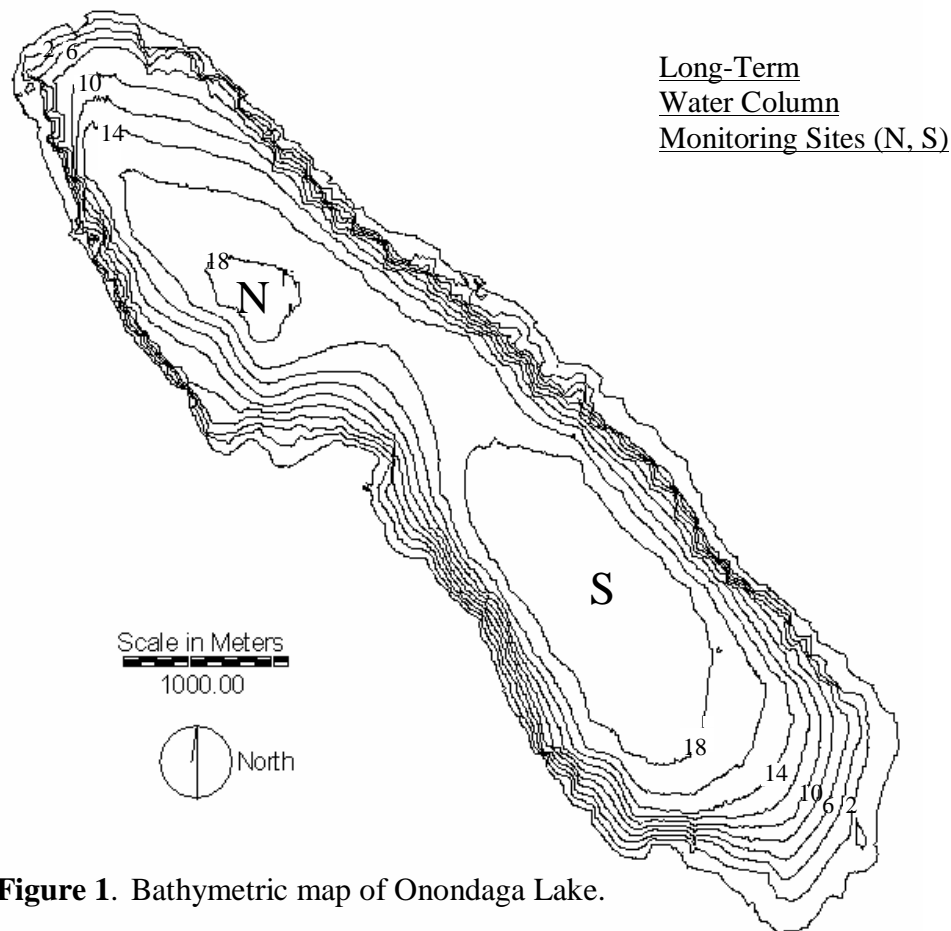 2
6
10
14
Long-Term
Water Column
Monitoring Sites (N, S)
18
N
S
Scale in Meters
1000.00
North
18
14
10
6
2
Figure 1. Bathymetric map of Onondaga Lake.